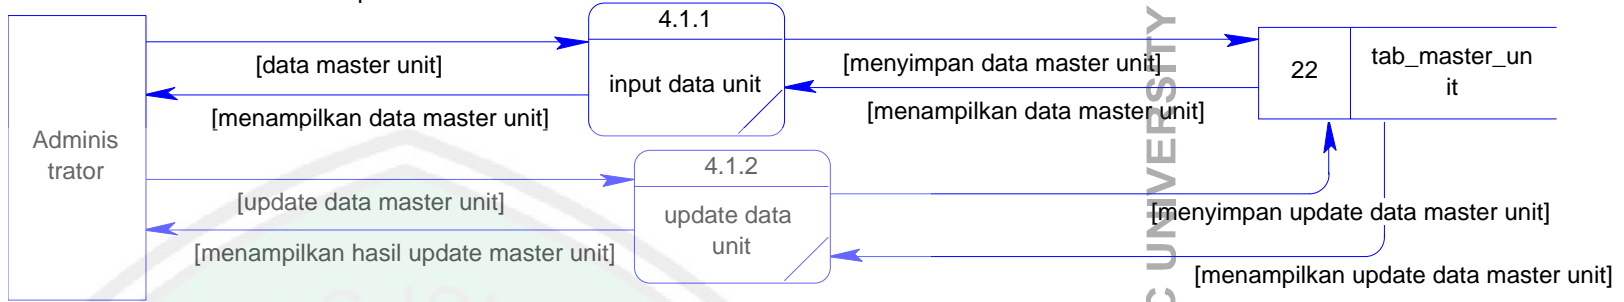 4.1.1
[data master unit]
input data unit
[menyimpan data master unit]
22
tab_master_un
it
[menampilkan data master unit]
[menampilkan data master unit]
Adminis
trator
4.1.2
[update data master unit]
update data
unit
[menyimpan update data master unit]
[menampilkan hasil update master unit]
[menampilkan update data master unit]
C UNIVERSITY